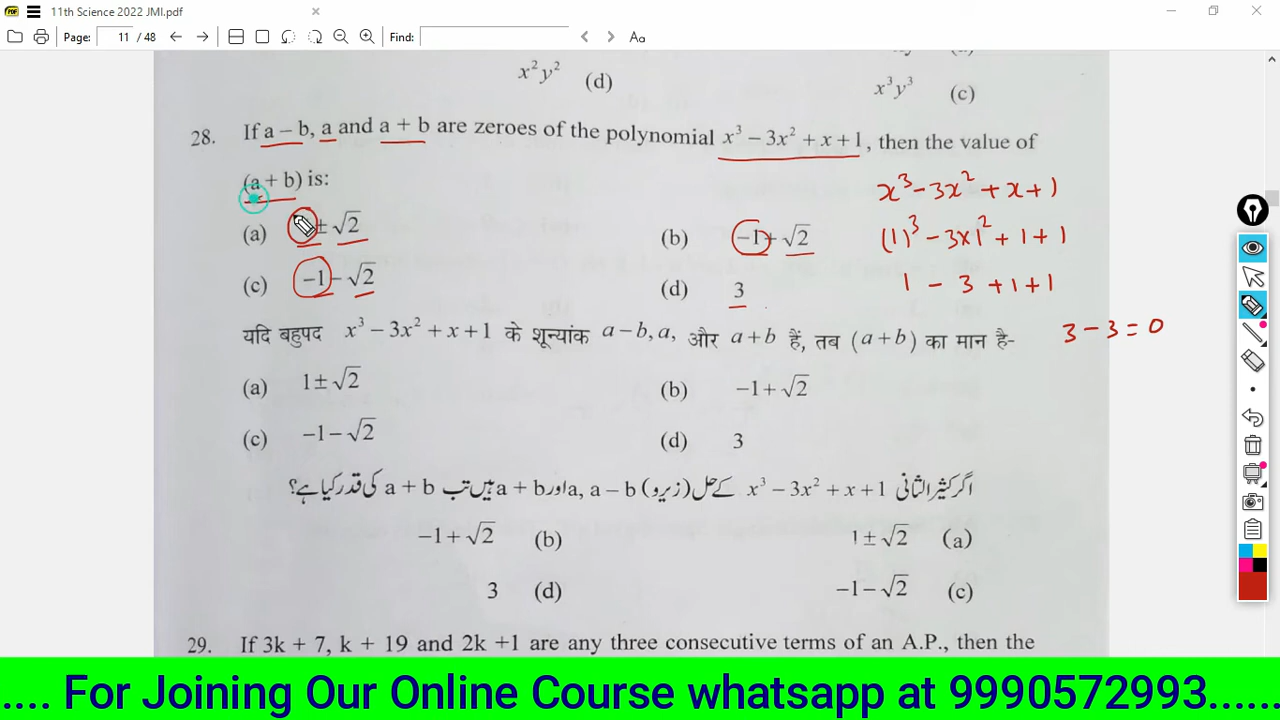 11th Science 2022 JMI.pdf
Page: 11 / 48 Find: Aa
x²y² (d) x³y³ (c)
28. If a – b, a and a + b are zeroes of the polynomial x³ – 3x² + x + 1, then the value of
(a + b) is:
(a) ± √2 (b) –1 + √2
(c) –1 – √2 (d) 3
x³ – 3x² + x + 1
(1)³ – 3x1² + 1 + 1
1 – 3 + 1 + 1
3 – 3 = 0
यदि बहुपद x³ – 3x² + x + 1 के शून्यांक a – b, a, और a + b हैं, तब (a + b) का मान है-
(a) 1 ± √2 (b) –1 + √2
(c) –1 – √2 (d) 3
اگر کثیر الثانی x³ – 3x² + x + 1 کے حل (زیرو) a, a – b اور a + b ہیں تب a + b کی قدر کیا ہے؟
1 ± √2 (a) –1 + √2 (b)
–1 – √2 (c) 3 (d)
29. If 3k + 7, k + 19 and 2k +1 are any three consecutive terms of an A.P., then the
.... For Joining Our Online Course whatsapp at 9990572993......